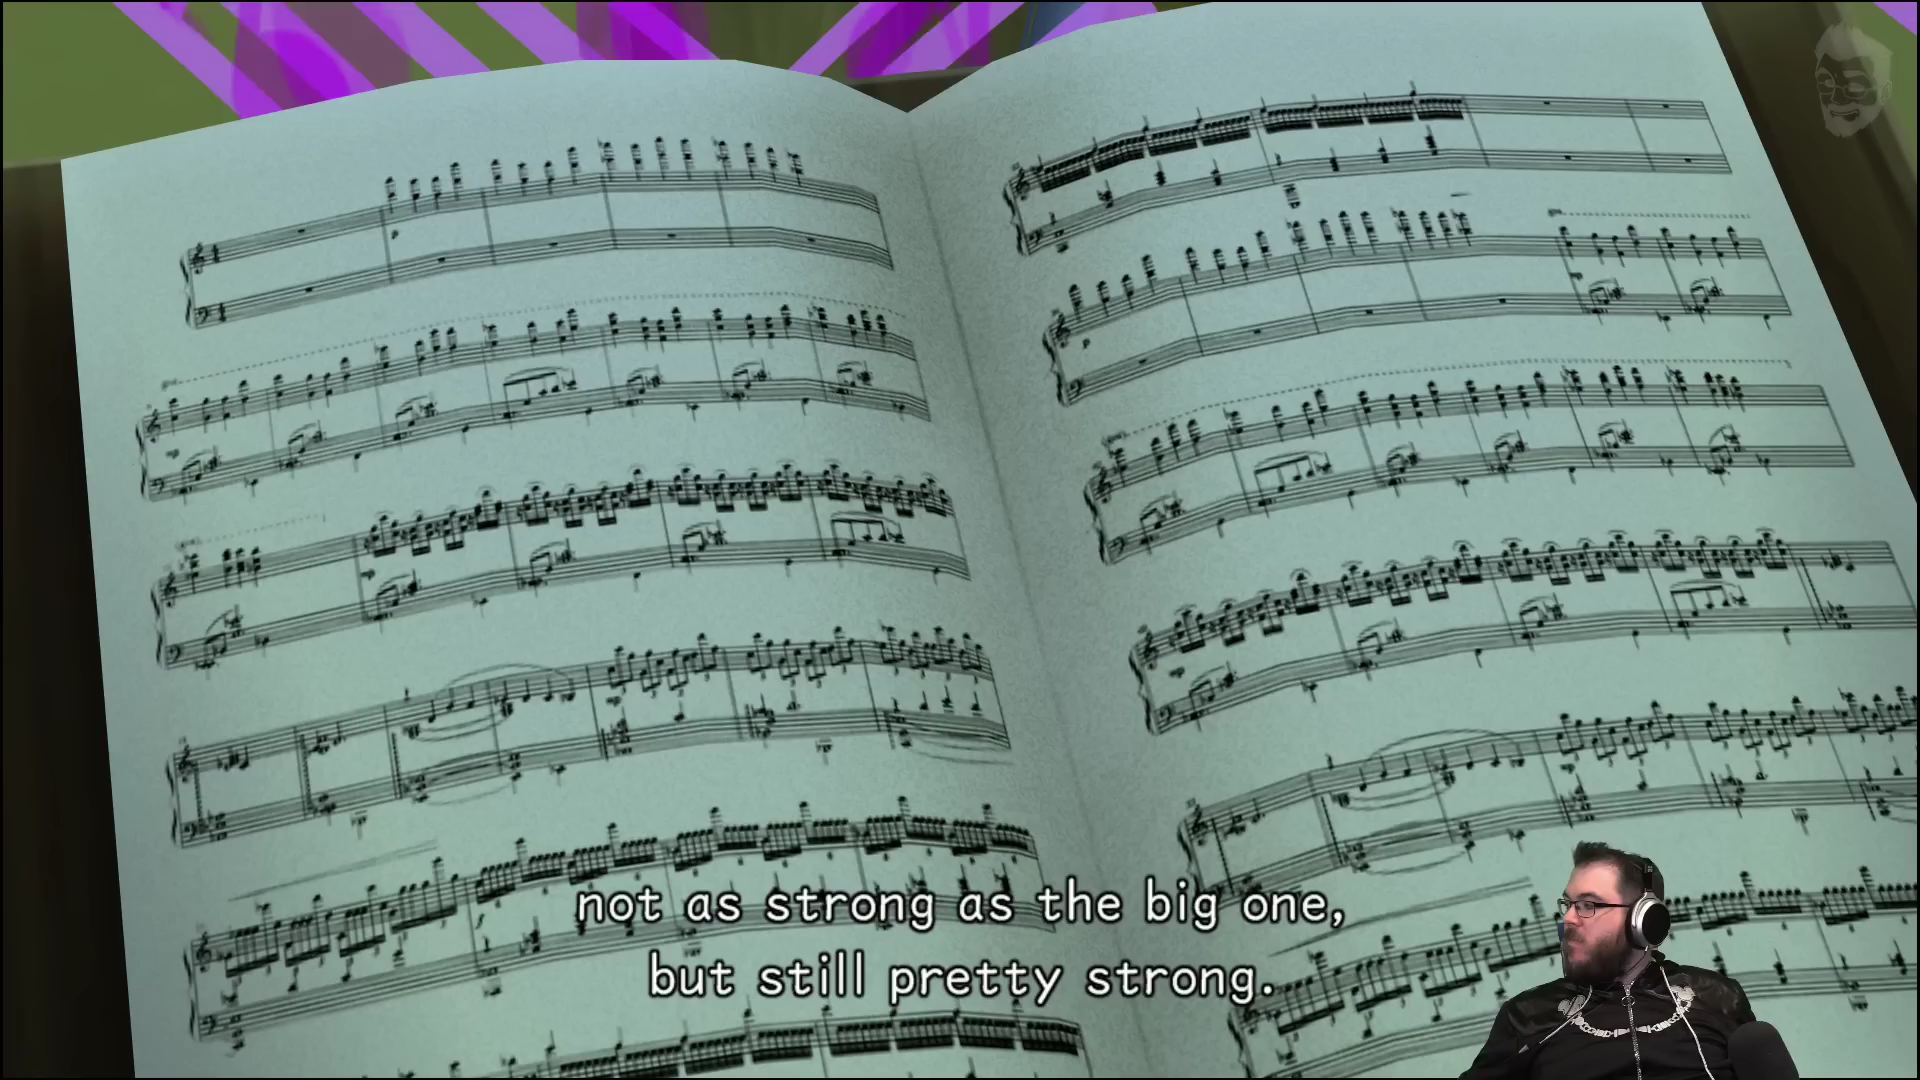 not as strong as the big one,
but still pretty strong.